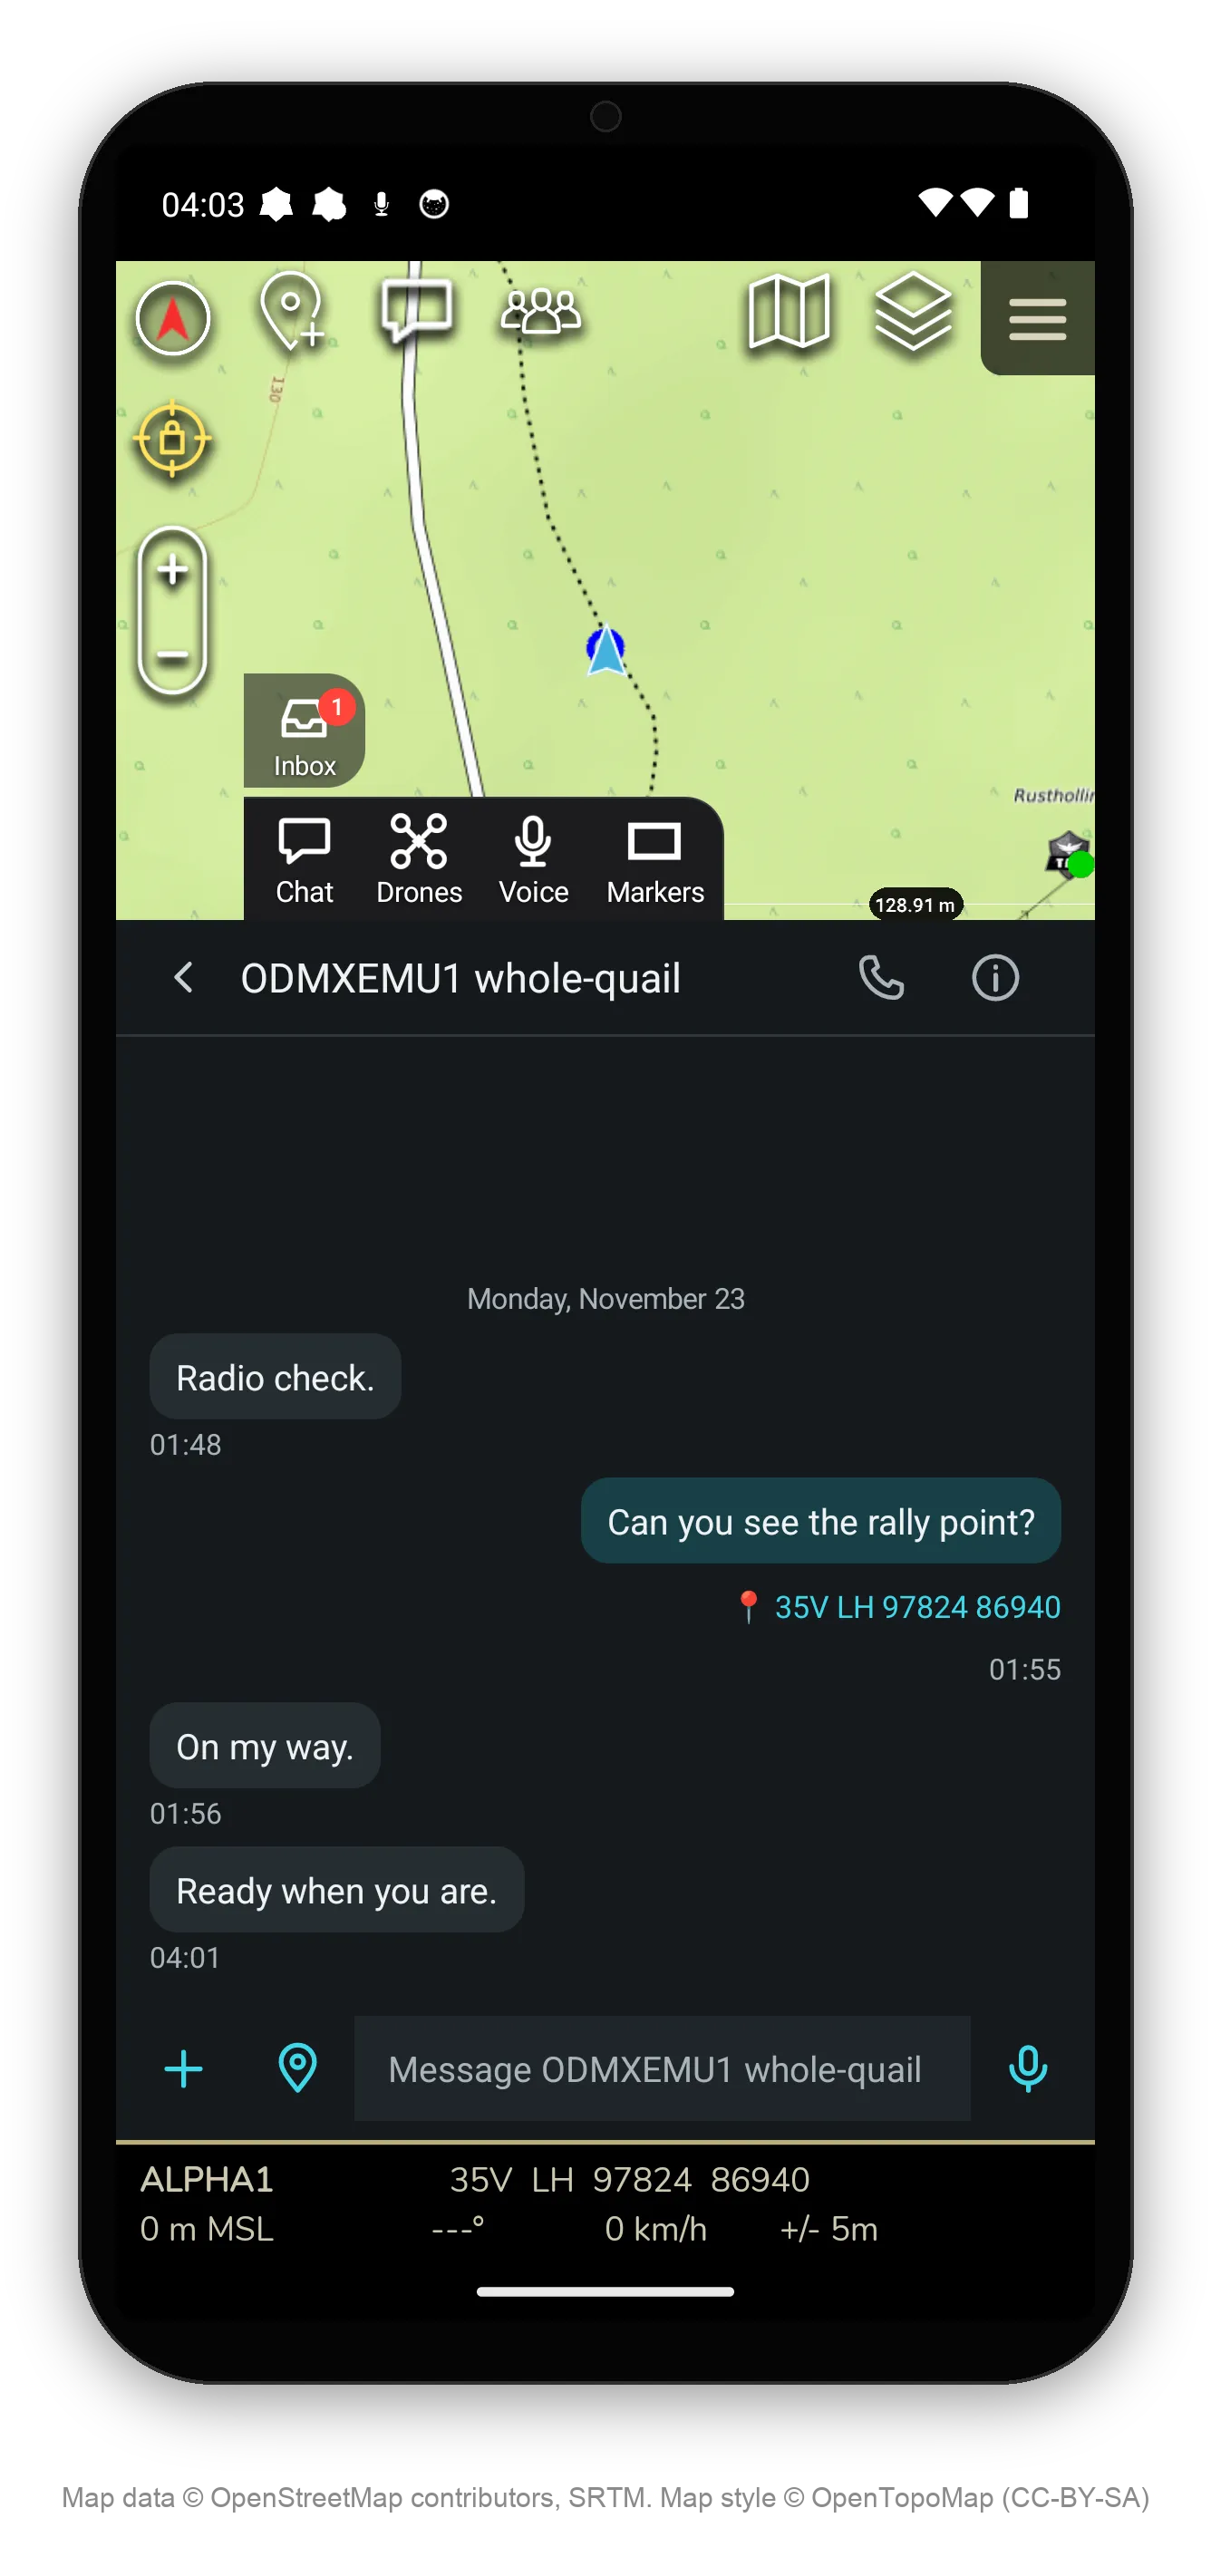 04:03
130
1
Inbox
Chat Drones Voice Markers
128.91 m
ODMXEMU1 whole-quail
Monday, November 23
Radio check.
01:48
Can you see the rally point?
35V LH 97824 86940
01:55
On my way.
01:56
Ready when you are.
04:01
Message ODMXEMU1 whole-quail
ALPHA1 35V LH 97824 86940
0 m MSL ---° 0 km/h +/- 5m
Map data © OpenStreetMap contributors, SRTM. Map style © OpenTopoMap (CC-BY-SA)